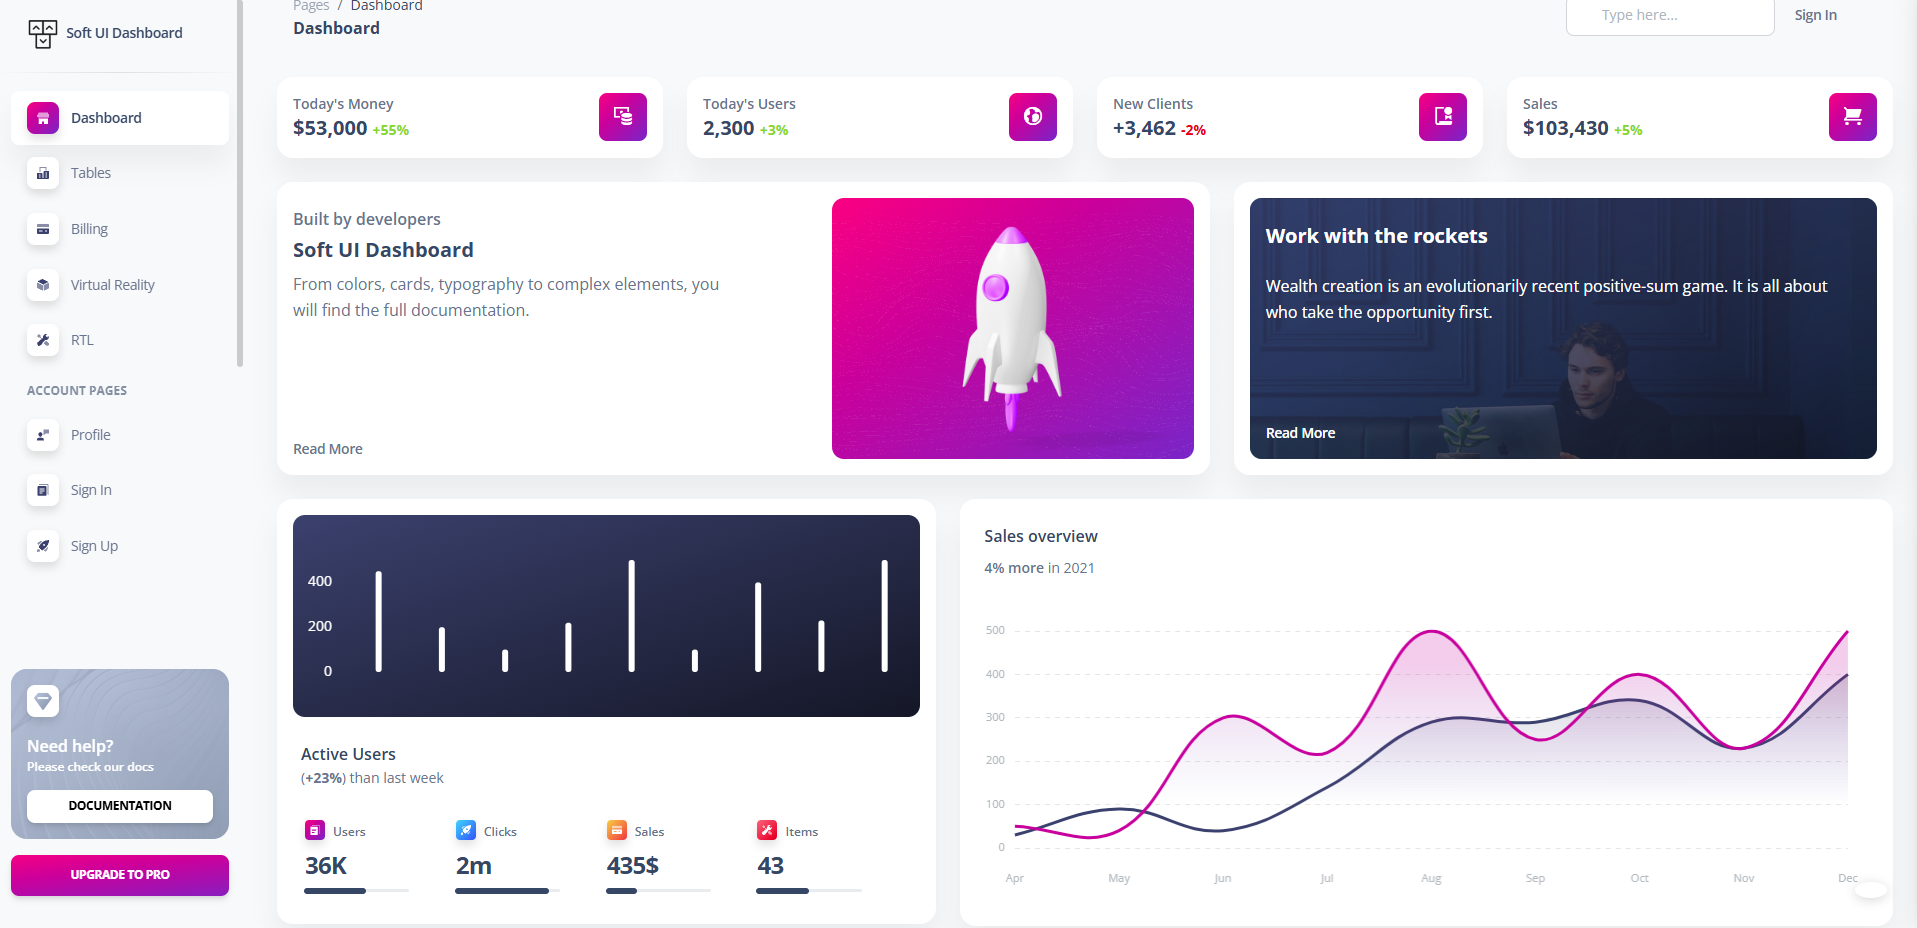 Soft UI Dashboard
Dashboard
Tables
Billing
Virtual Reality
RTL
ACCOUNT PAGES
Profile
Sign In
Sign Up
Need help?
Please check our docs
DOCUMENTATION
UPGRADE TO PRO
Pages / Dashboard
Dashboard
Type here...
Sign In
Today's Money
$53,000 +55%
Today's Users
2,300 +3%
New Clients
+3,462 -2%
Sales
$103,430 +5%
Built by developers
Soft UI Dashboard
From colors, cards, typography to complex elements, you
will find the full documentation.
Read More
Work with the rockets
Wealth creation is an evolutionarily recent positive-sum game. It is all about
who take the opportunity first.
Read More
400
200
0
Active Users
(+23%) than last week
Users
36K
Clicks
2m
Sales
435$
Items
43
Sales overview
4% more in 2021
500
400
300
200
100
0
Apr May Jun Jul Aug Sep Oct Nov Dec